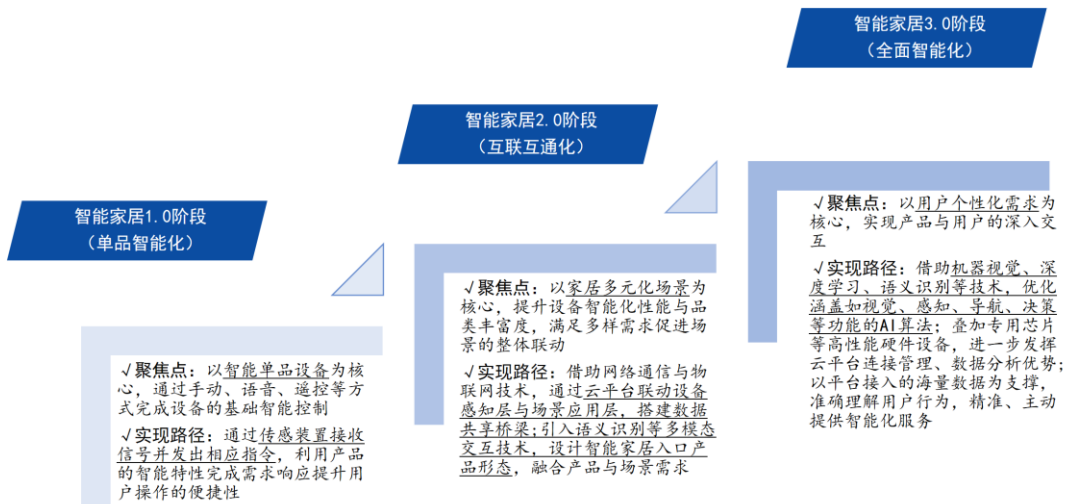 智能家居1.0阶段
（单品智能化）
√聚焦点：以智能单品设备为核
心，通过手动、语音、遥控等方
式完成设备的基础智能控制
√实现路径：通过传感装置接收
信号并发出相应指令，利用产品
的智能特性完成需求响应提升用
户操作的便捷性
智能家居2.0阶段
（互联互通化）
√聚焦点：以家居多元化场景为
核心，提升设备智能化性能与品
类丰富度，满足多样需求促进场
景的整体联动
√实现路径：借助网络通信与物
联网技术，通过云平台联动设备
感知层与场景应用层，搭建数据
共享桥梁；引入语义识别等多模态
交互技术，设计智能家居入口产
品形态，融合产品与场景需求
智能家居3.0阶段
（全面智能化）
√聚焦点：以用户个性化需求为
核心，实现产品与用户的深入交
互
√实现路径：借助机器视觉、深
度学习、语义识别等技术，优化
涵盖如视觉、感知、导航、决策
等功能的AI算法；叠加专用芯片
等高性能硬件设备，进一步发挥
云平台连接管理、数据分析优势；
以平台接入的海量数据为支撑，
准确理解用户行为，精准、主动
提供智能化服务